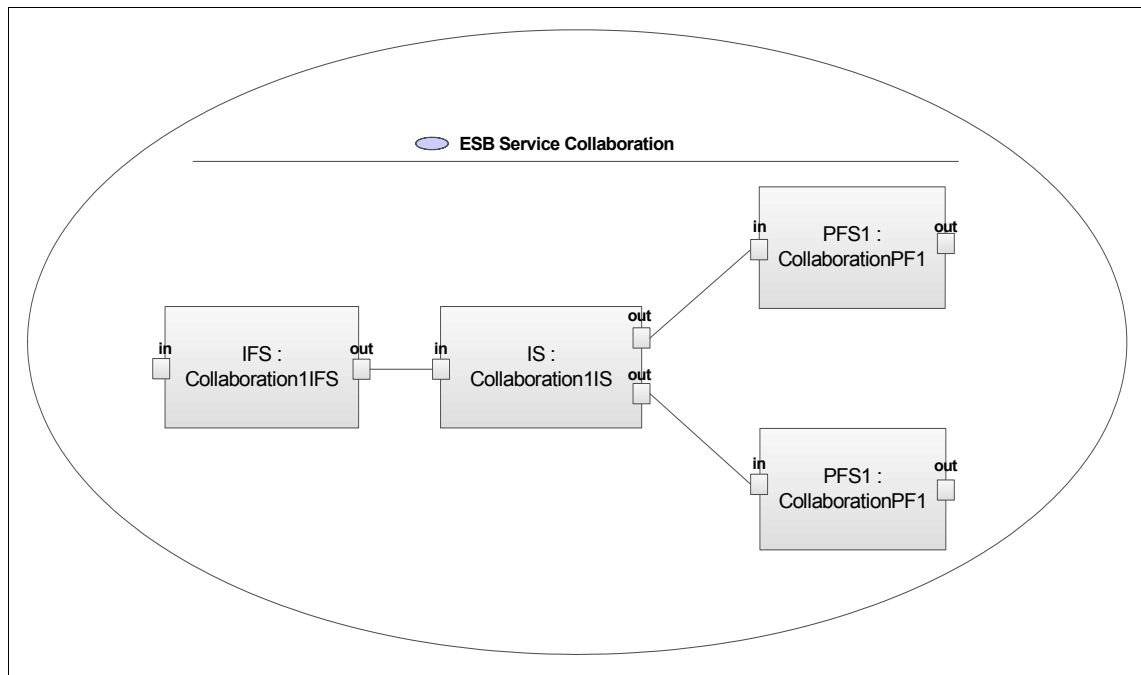 ESB Service Collaboration
in
PFS1 :
CollaborationPF1
out
in
IFS :
Collaboration1IFS
out
in
IS :
Collaboration1IS
out
out
in
PFS1 :
CollaborationPF1
out